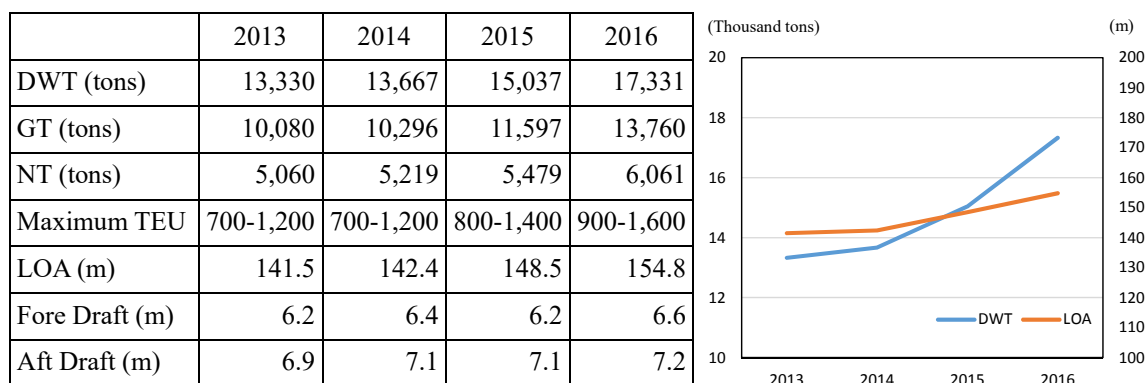 2013 2014 2015 2016
DWT (tons) 13,330 13,667 15,037 17,331
GT (tons) 10,080 10,296 11,597 13,760
NT (tons) 5,060 5,219 5,479 6,061
Maximum TEU 700-1,200 700-1,200 800-1,400 900-1,600
LOA (m) 141.5 142.4 148.5 154.8
Fore Draft (m) 6.2 6.4 6.2 6.6
Aft Draft (m) 6.9 7.1 7.1 7.2
(Thousand tons) (m)
20 200
190
18 180
170
16 160
150
14 140
130
12 120
DWT LOA 110
10 100
2013 2014 2015 2016